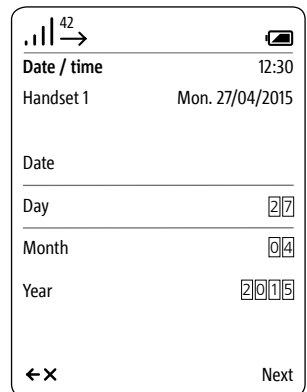 42
Date / time 12:30
Handset 1 Mon. 27/04/2015
Date
Day 27
Month 04
Year 2015
Next